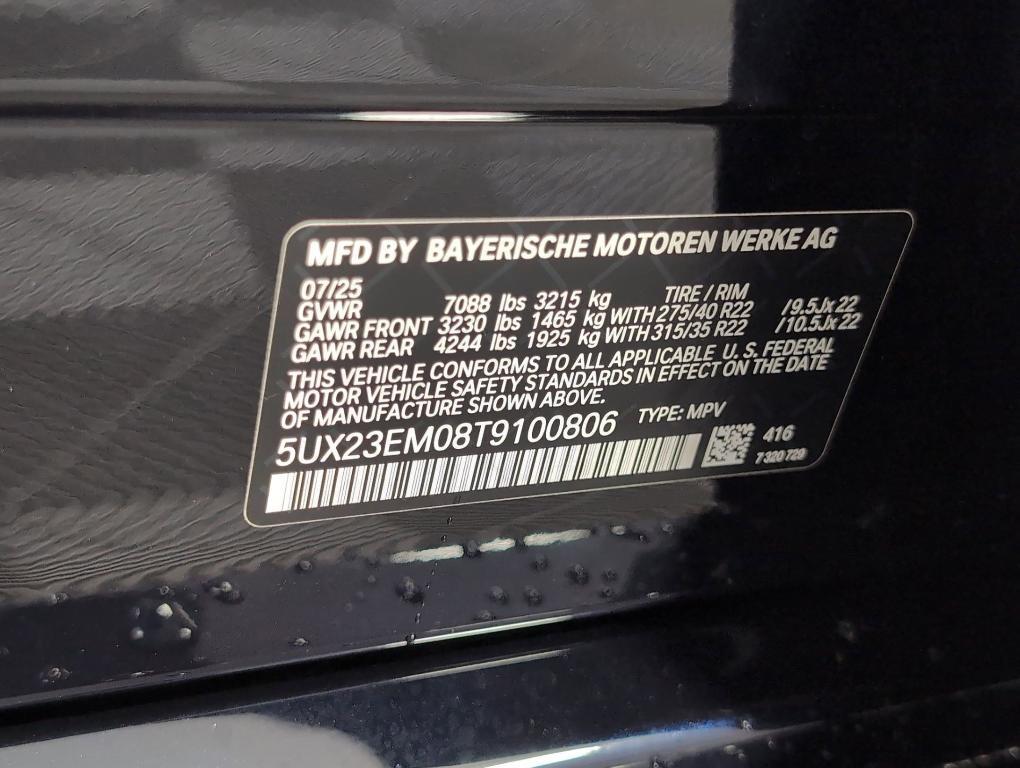 MFD BY BAYERISCHE MOTOREN WERKE AG
07/25
GVWR 7088 lbs 3215 kg TIRE / RIM
GAWR FRONT 3230 lbs 1465 kg WITH 275/40 R22 /9.5Jx22
GAWR REAR 4244 lbs 1925 kg WITH 315/35 R22 /10.5Jx22
THIS VEHICLE CONFORMS TO ALL APPLICABLE U. S. FEDERAL
MOTOR VEHICLE SAFETY STANDARDS IN EFFECT ON THE DATE
OF MANUFACTURE SHOWN ABOVE.
5UX23EM08T9100806 TYPE: MPV
416
7 320 729